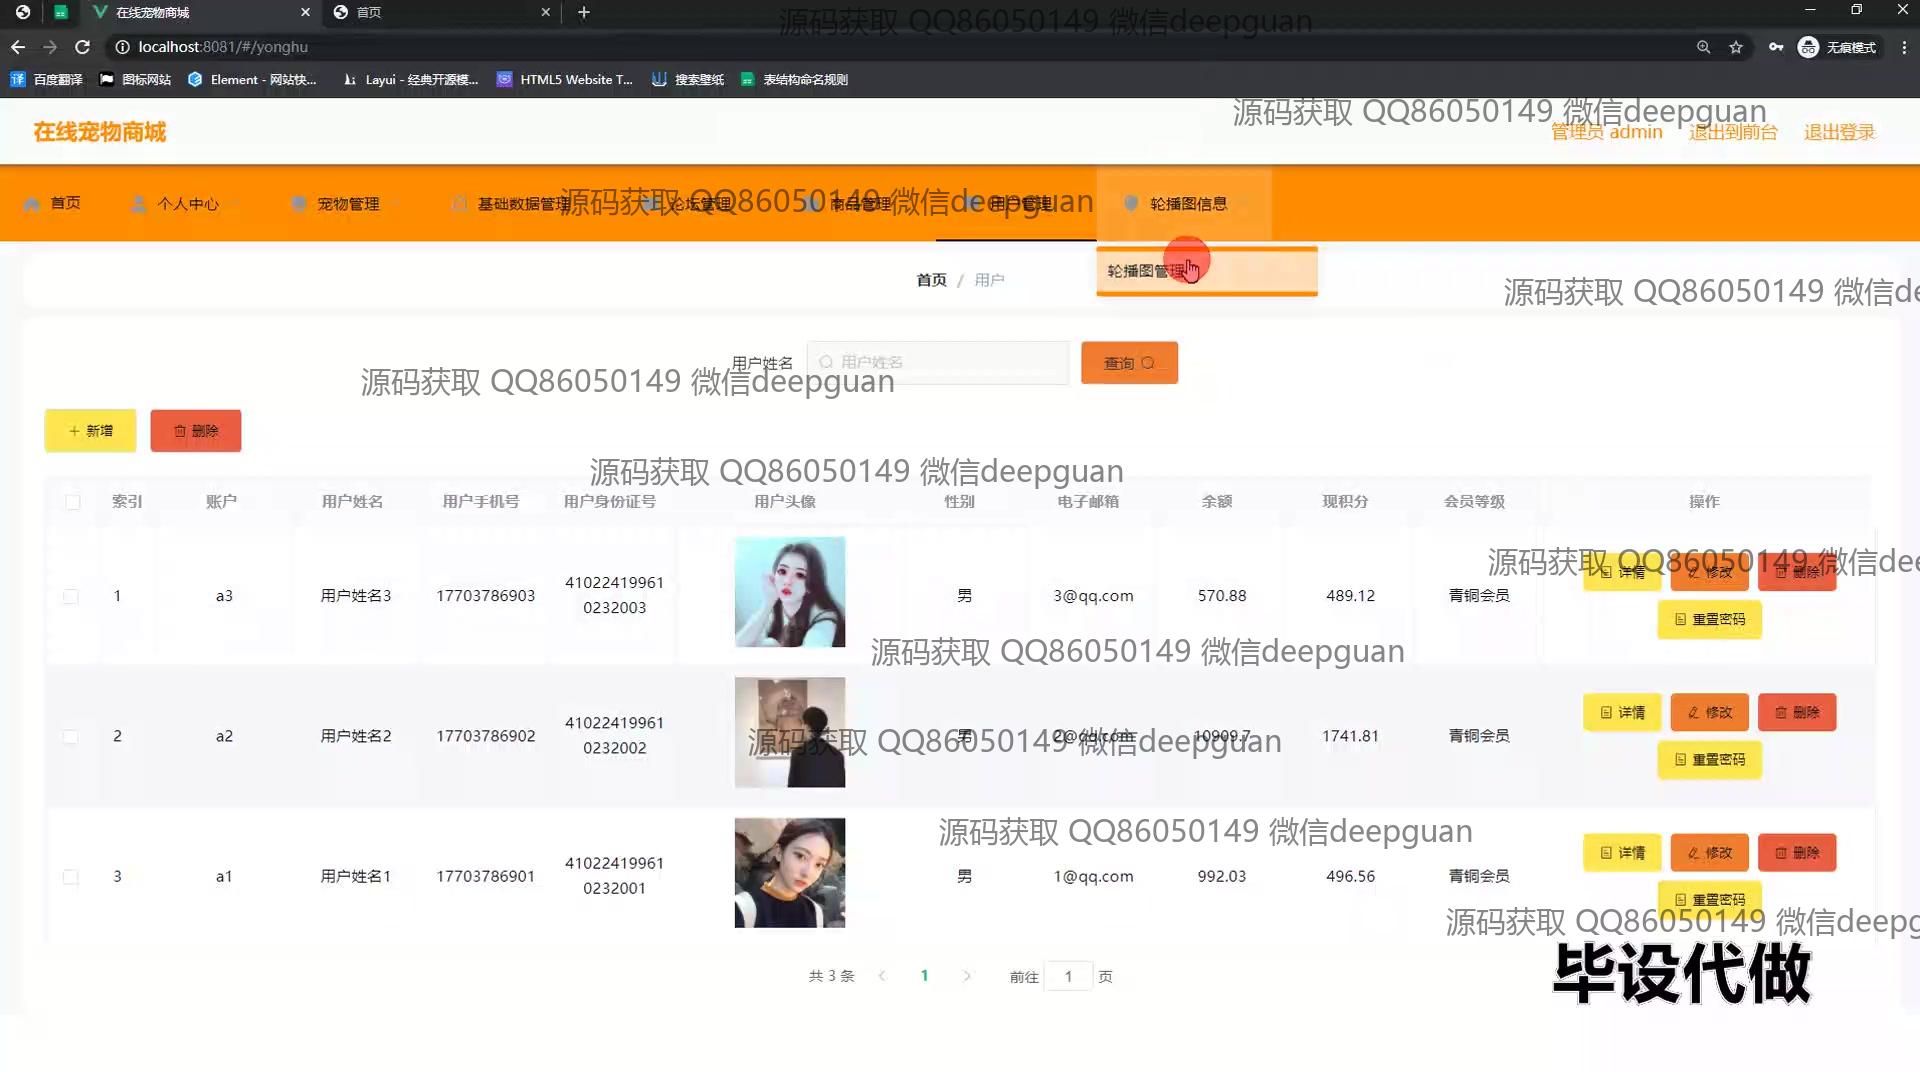 在线宠物商城
首页
源码获取 QQ86050149 微信deepguan
localhost:8081/#/yonghu
无痕模式
百度翻译
图标网站
Element - 网站快...
Layui - 经典开源模...
HTML5 Website T...
搜索壁纸
表结构命名规则
源码获取 QQ86050149 微信deepguan
在线宠物商城
管理员 admin
退出到前台
退出登录
首页
个人中心
宠物管理
基础数据管理
论坛管理
商品管理
用户管理
轮播图信息
源码获取 QQ86050149 微信deepguan
轮播图管理
首页 / 用户
源码获取 QQ86050149 微信de
用户姓名
用户姓名
查询
源码获取 QQ86050149 微信deepguan
新增
删除
源码获取 QQ86050149 微信deepguan
索引 账户 用户姓名 用户手机号 用户身份证号 用户头像 性别 电子邮箱 余额 现积分 会员等级 操作
源码获取 QQ86050149 微信dee
1 a3 用户姓名3 17703786903 41022419961 男 3@qq.com 570.88 489.12 青铜会员 详情 修改 删除
0232003
重置密码
源码获取 QQ86050149 微信deepguan
2 a2 用户姓名2 17703786902 41022419961 男 2@qq.com 10909.7 1741.81 青铜会员 详情 修改 删除
0232002
重置密码
源码获取 QQ86050149 微信deepguan
源码获取 QQ86050149 微信deepguan
3 a1 用户姓名1 17703786901 41022419961 男 1@qq.com 992.03 496.56 青铜会员 详情 修改 删除
0232001
重置密码
源码获取 QQ86050149 微信deepg
共 3 条 1 前往 1 页
毕设代做